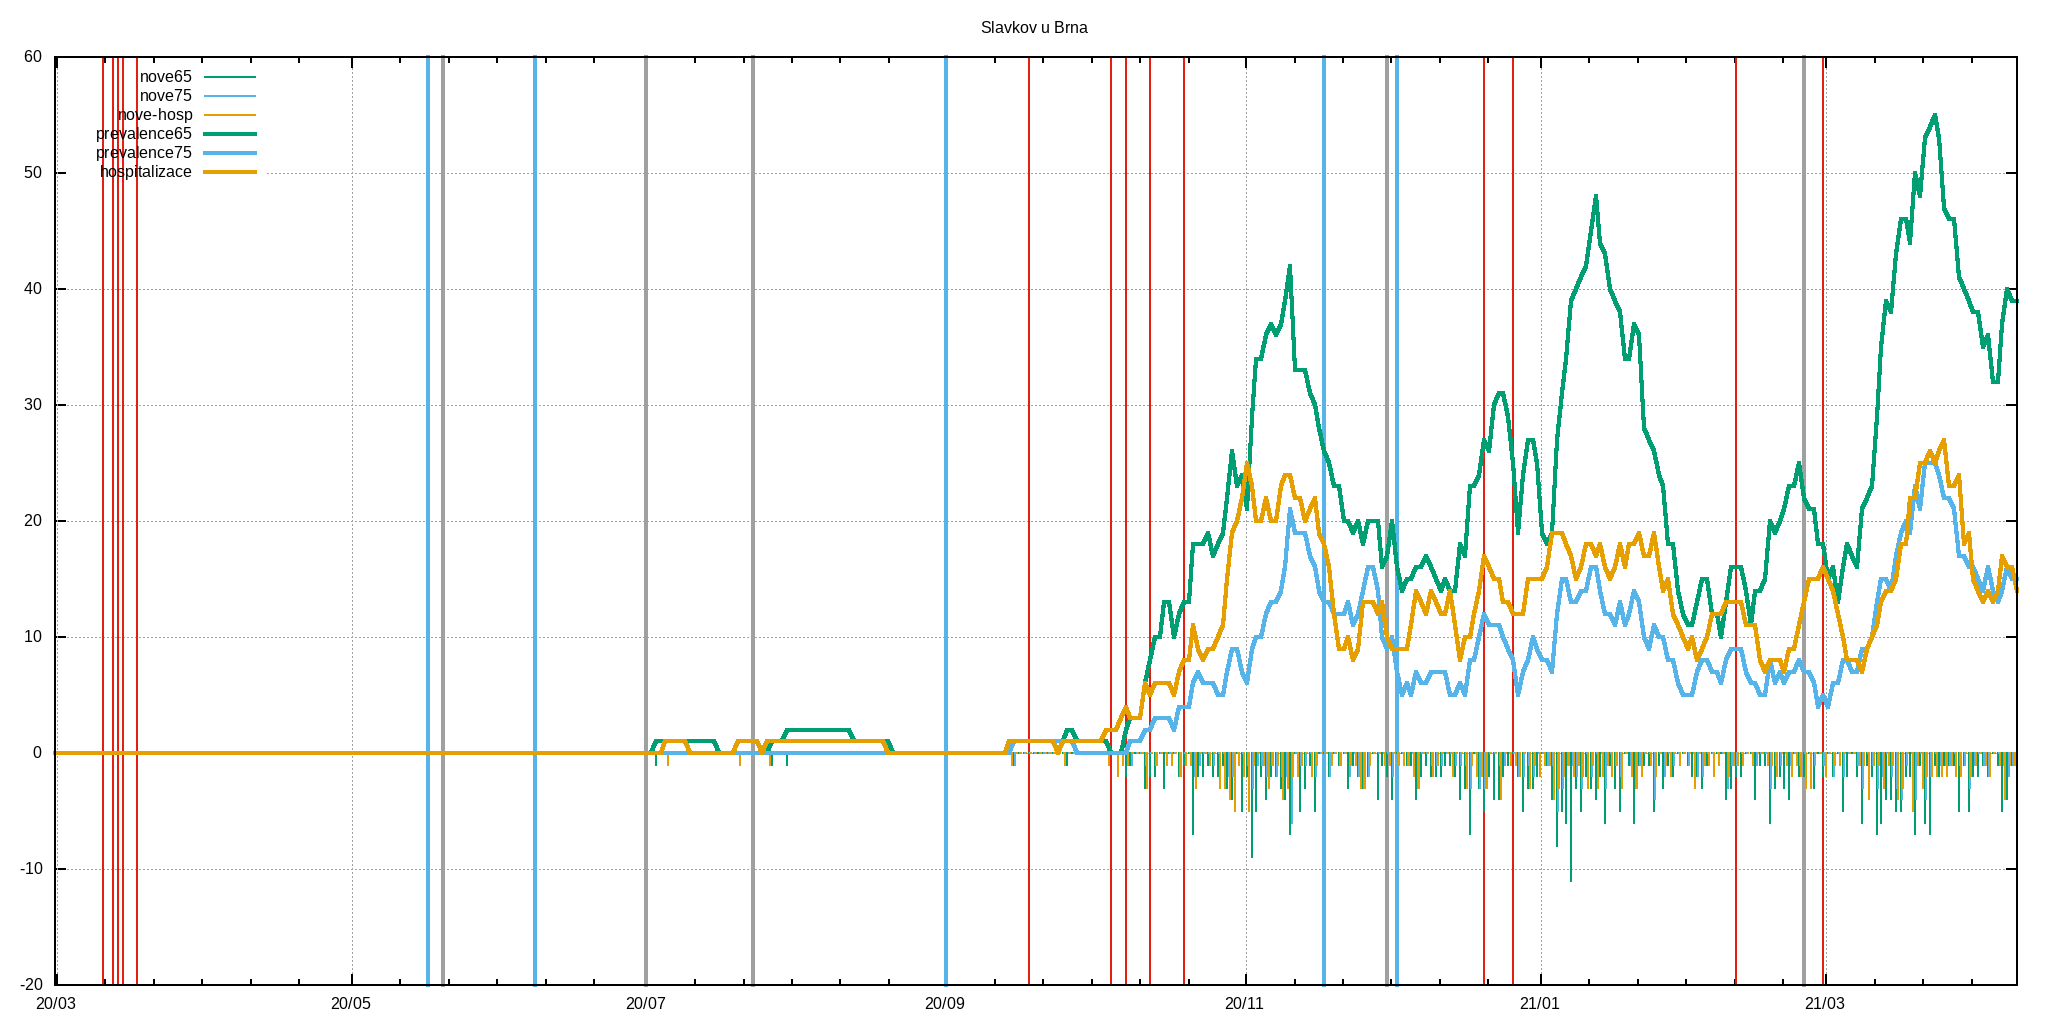 Slavkov u Brna
60
50
40
30
20
10
0
-10
-20
nove65
nove75
nove-hosp
prevalence65
prevalence75
hospitalizace
20/03 20/05 20/07 20/09 20/11 21/01 21/03